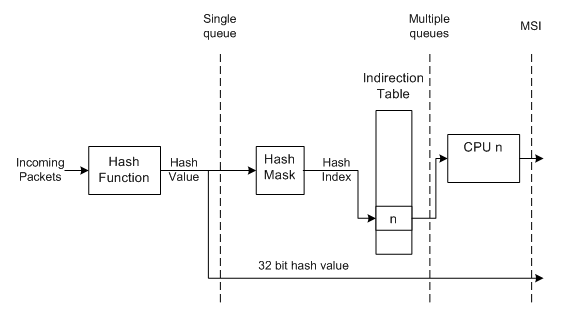 Single
queue
Multiple
queues
MSI
Indirection
Table
Incoming
Packets
Hash
Function
Hash
Value
Hash
Mask
Hash
Index
n
CPU n
32 bit hash value